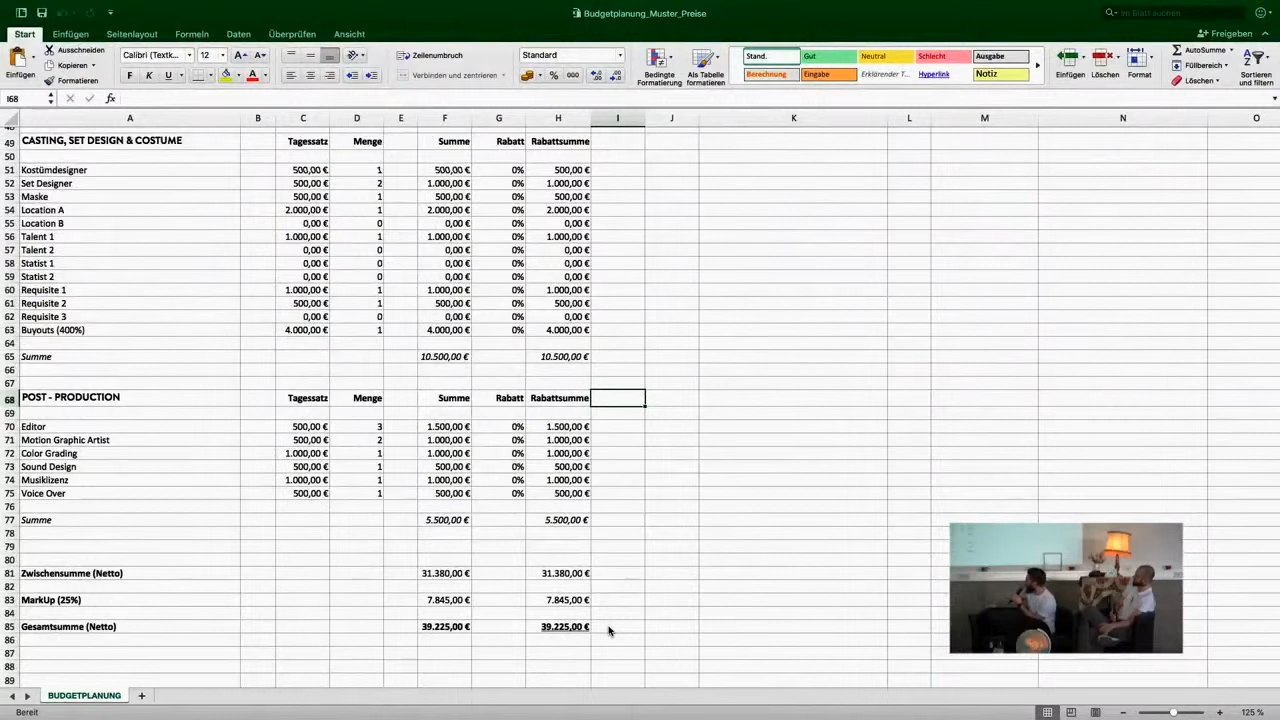 Budgetplanung_Muster_Preise
Im Blatt suchen
Start Einfügen Seitenlayout Formeln Daten Überprüfen Ansicht Freigeben
Einfügen Ausschneiden Kopieren Formatieren
Calibri (Textk... 12 A A
F K U A
Zeilenumbruch
Verbinden und zentrieren
Standard
% 000
Bedingte Formatierung Als Tabelle formatieren
Stand. Gut Neutral Schlecht Ausgabe
Berechnung Eingabe Erklärender T... Hyperlink Notiz
Einfügen Löschen Format
AutoSumme Füllbereich Löschen
Sortieren und filtern
I68 fx
A B C D E F G H I J K L M N O
49 CASTING, SET DESIGN & COSTUME Tagessatz Menge Summe Rabatt Rabattsumme
50
51 Kostümdesigner 500,00 € 1 500,00 € 0% 500,00 €
52 Set Designer 500,00 € 2 1.000,00 € 0% 1.000,00 €
53 Maske 500,00 € 1 500,00 € 0% 500,00 €
54 Location A 2.000,00 € 1 2.000,00 € 0% 2.000,00 €
55 Location B 0,00 € 0 0,00 € 0% 0,00 €
56 Talent 1 1.000,00 € 1 1.000,00 € 0% 1.000,00 €
57 Talent 2 0,00 € 0 0,00 € 0% 0,00 €
58 Statist 1 0,00 € 0 0,00 € 0% 0,00 €
59 Statist 2 0,00 € 0 0,00 € 0% 0,00 €
60 Requisite 1 1.000,00 € 1 1.000,00 € 0% 1.000,00 €
61 Requisite 2 500,00 € 1 500,00 € 0% 500,00 €
62 Requisite 3 0,00 € 0 0,00 € 0% 0,00 €
63 Buyouts (400%) 4.000,00 € 1 4.000,00 € 0% 4.000,00 €
64
65 Summe 10.500,00 € 10.500,00 €
66
67
68 POST - PRODUCTION Tagessatz Menge Summe Rabatt Rabattsumme
69
70 Editor 500,00 € 3 1.500,00 € 0% 1.500,00 €
71 Motion Graphic Artist 500,00 € 2 1.000,00 € 0% 1.000,00 €
72 Color Grading 1.000,00 € 1 1.000,00 € 0% 1.000,00 €
73 Sound Design 500,00 € 1 500,00 € 0% 500,00 €
74 Musiklizenz 1.000,00 € 1 1.000,00 € 0% 1.000,00 €
75 Voice Over 500,00 € 1 500,00 € 0% 500,00 €
76
77 Summe 5.500,00 € 5.500,00 €
78
79
80
81 Zwischensumme (Netto) 31.380,00 € 31.380,00 €
82
83 MarkUp (25%) 7.845,00 € 7.845,00 €
84
85 Gesamtsumme (Netto) 39.225,00 € 39.225,00 €
86
87
88
89
BUDGETPLANUNG +
Bereit 125 %